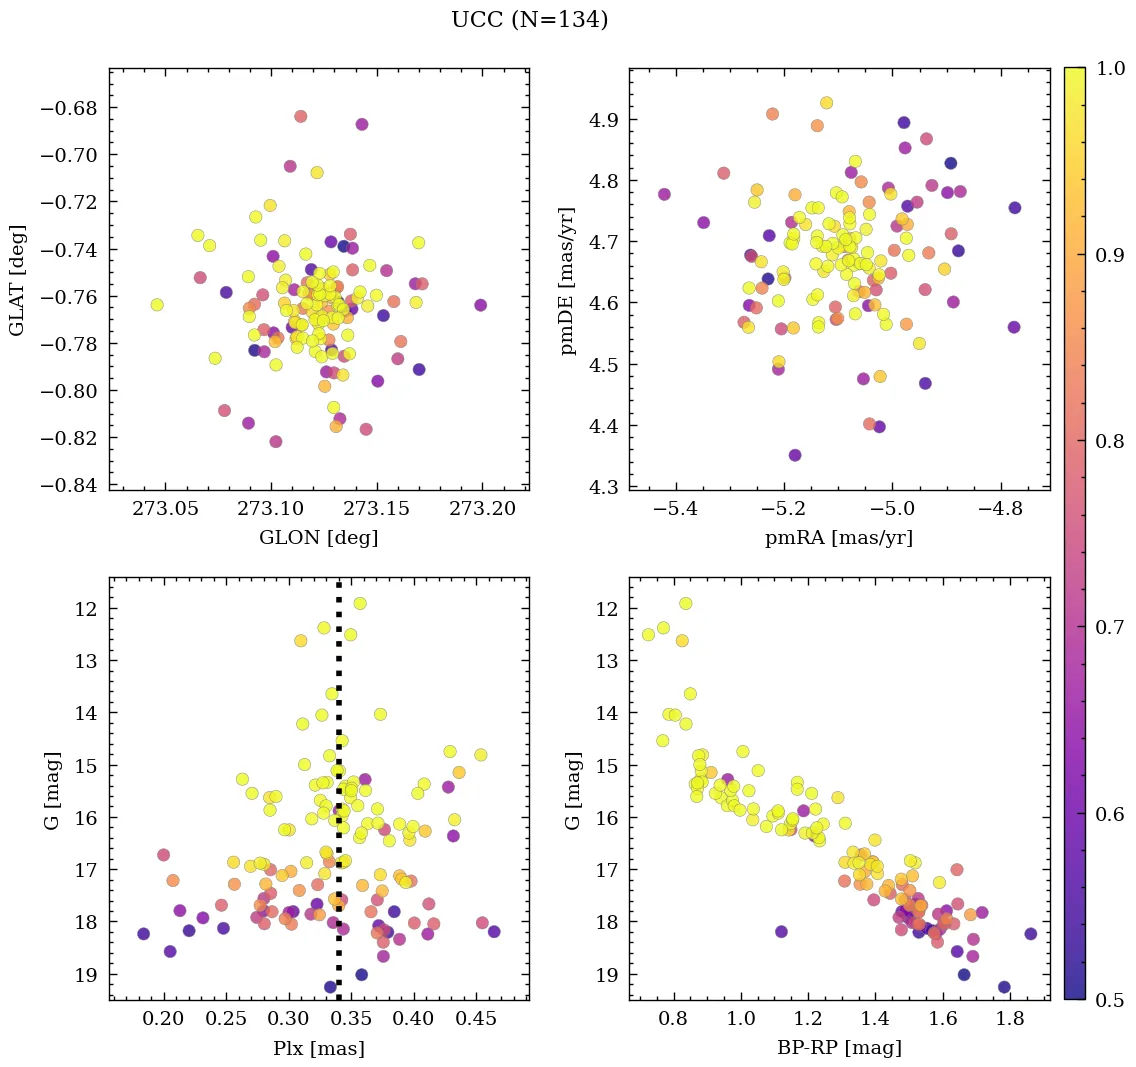 UCC (N=134)
−0.68
−0.70
−0.72
−0.74
−0.76
−0.78
−0.80
−0.82
−0.84
GLAT [deg]
273.05 273.10 273.15 273.20
GLON [deg]
4.9
4.8
4.7
4.6
4.5
4.4
4.3
pmDE [mas/yr]
−5.4 −5.2 −5.0 −4.8
pmRA [mas/yr]
12
13
14
15
16
17
18
19
G [mag]
0.20 0.25 0.30 0.35 0.40 0.45
Plx [mas]
12
13
14
15
16
17
18
19
G [mag]
0.8 1.0 1.2 1.4 1.6 1.8
BP-RP [mag]
1.0
0.9
0.8
0.7
0.6
0.5